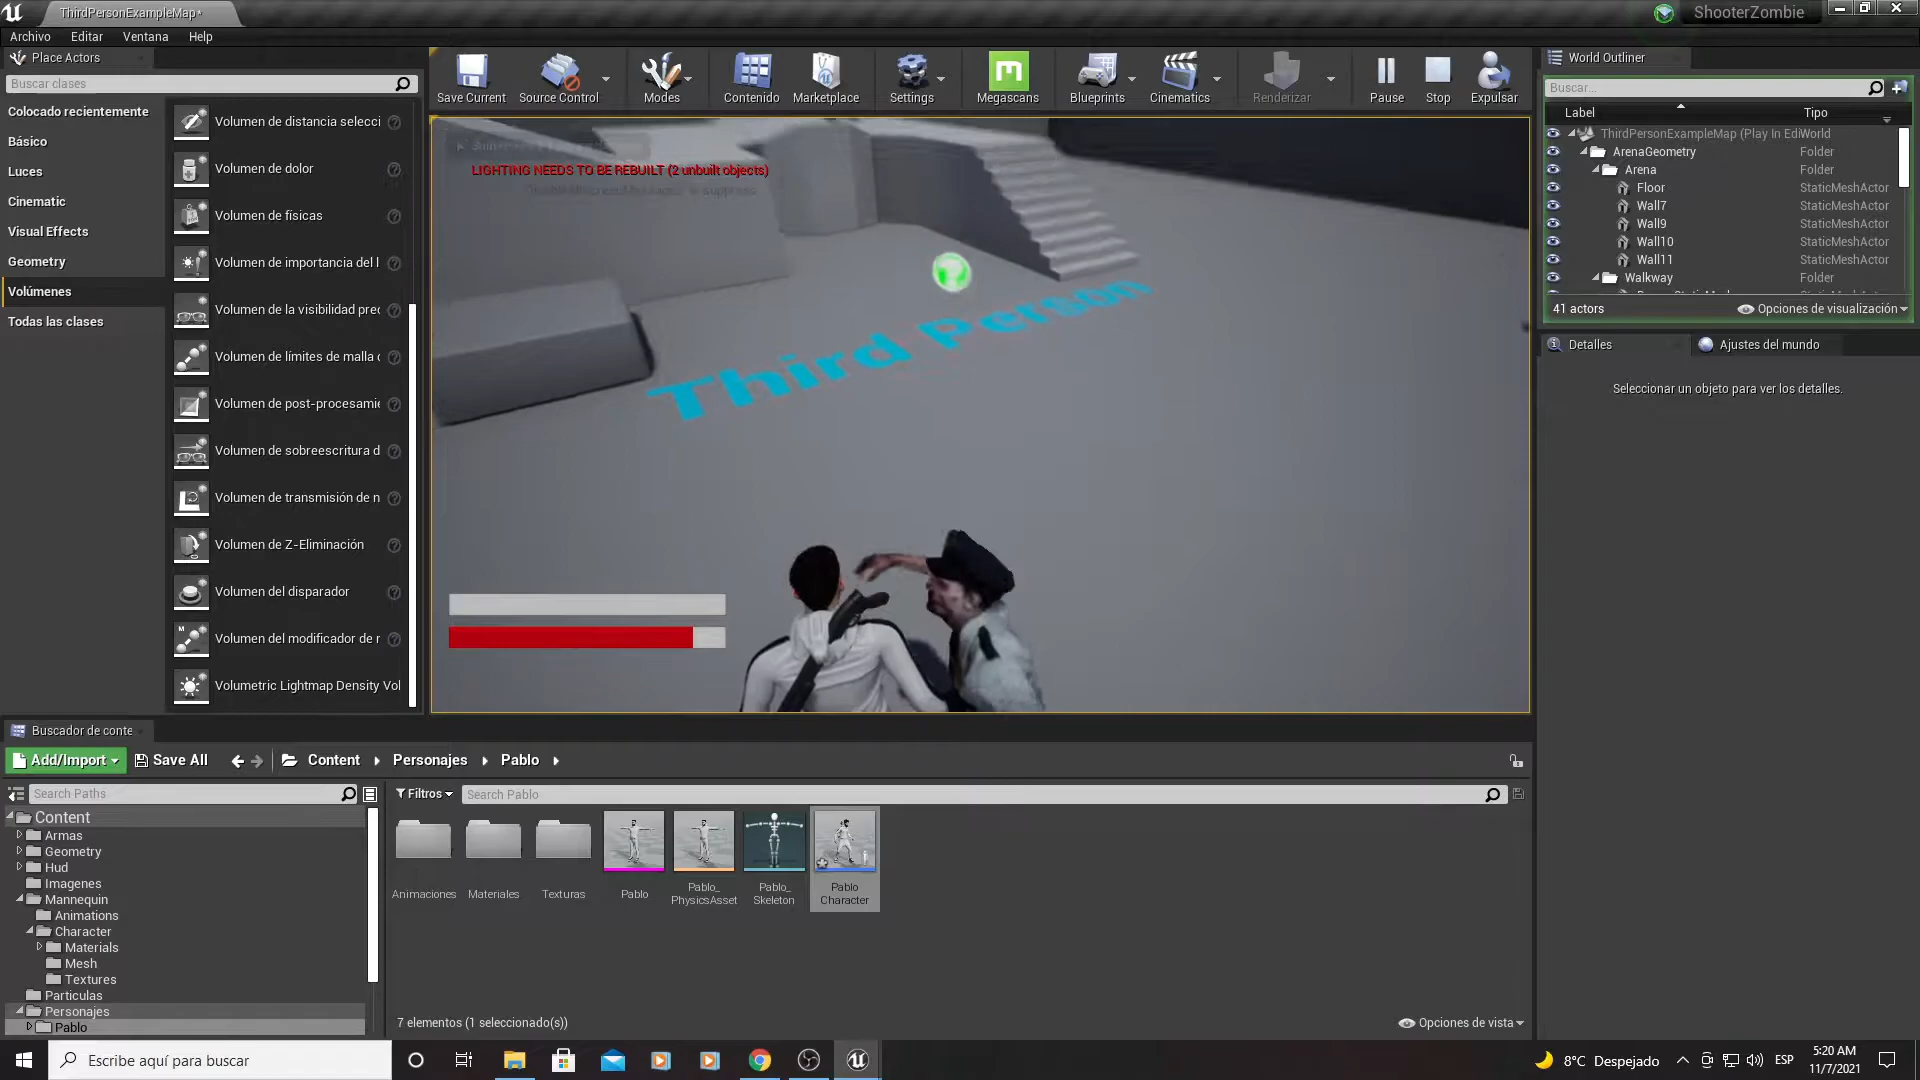 ThirdPersonExampleMap*
ShooterZombie
Archivo
Editar
Ventana
Help
Place Actors
Buscar clases
Colocado recientemente
Básico
Luces
Cinematic
Visual Effects
Geometry
Volúmenes
Todas las clases
Volumen de distancia selecci
Volumen de dolor
Volumen de físicas
Volumen de importancia del l
Volumen de la visibilidad prec
Volumen de límites de malla
Volumen de post-procesamie
Volumen de sobreescritura d
Volumen de transmisión de n
Volumen de Z-Eliminación
Volumen del disparador
Volumen del modificador de
Volumetric Lightmap Density Vol
Save Current
Source Control
Modes
Contenido
Marketplace
Settings
Megascans
Blueprints
Cinematics
Renderizar
Pause
Stop
Expulsar
LIGHTING NEEDS TO BE REBUILT (2 unbuilt objects)
Third Person
World Outliner
Buscar...
Label
Tipo
ThirdPersonExampleMap (Play In Edi
World
ArenaGeometry
Folder
Arena
Folder
Floor
StaticMeshActor
Wall7
StaticMeshActor
Wall9
StaticMeshActor
Wall10
StaticMeshActor
Wall11
StaticMeshActor
Walkway
Folder
41 actors
Opciones de visualización
Detalles
Ajustes del mundo
Seleccionar un objeto para ver los detalles.
Buscador de conte
Add/Import
Save All
Content
Personajes
Pablo
Search Paths
Filtros
Search Pablo
Content
Armas
Geometry
Hud
Imagenes
Mannequin
Animations
Character
Materials
Mesh
Textures
Particulas
Personajes
Pablo
Animaciones
Materiales
Texturas
Pablo
Pablo_
PhysicsAsset
Pablo_
Skeleton
Pablo
Character
7 elementos (1 seleccionado(s))
Opciones de vista
Escribe aquí para buscar
8°C Despejado
ESP
5:20 AM
11/7/2021